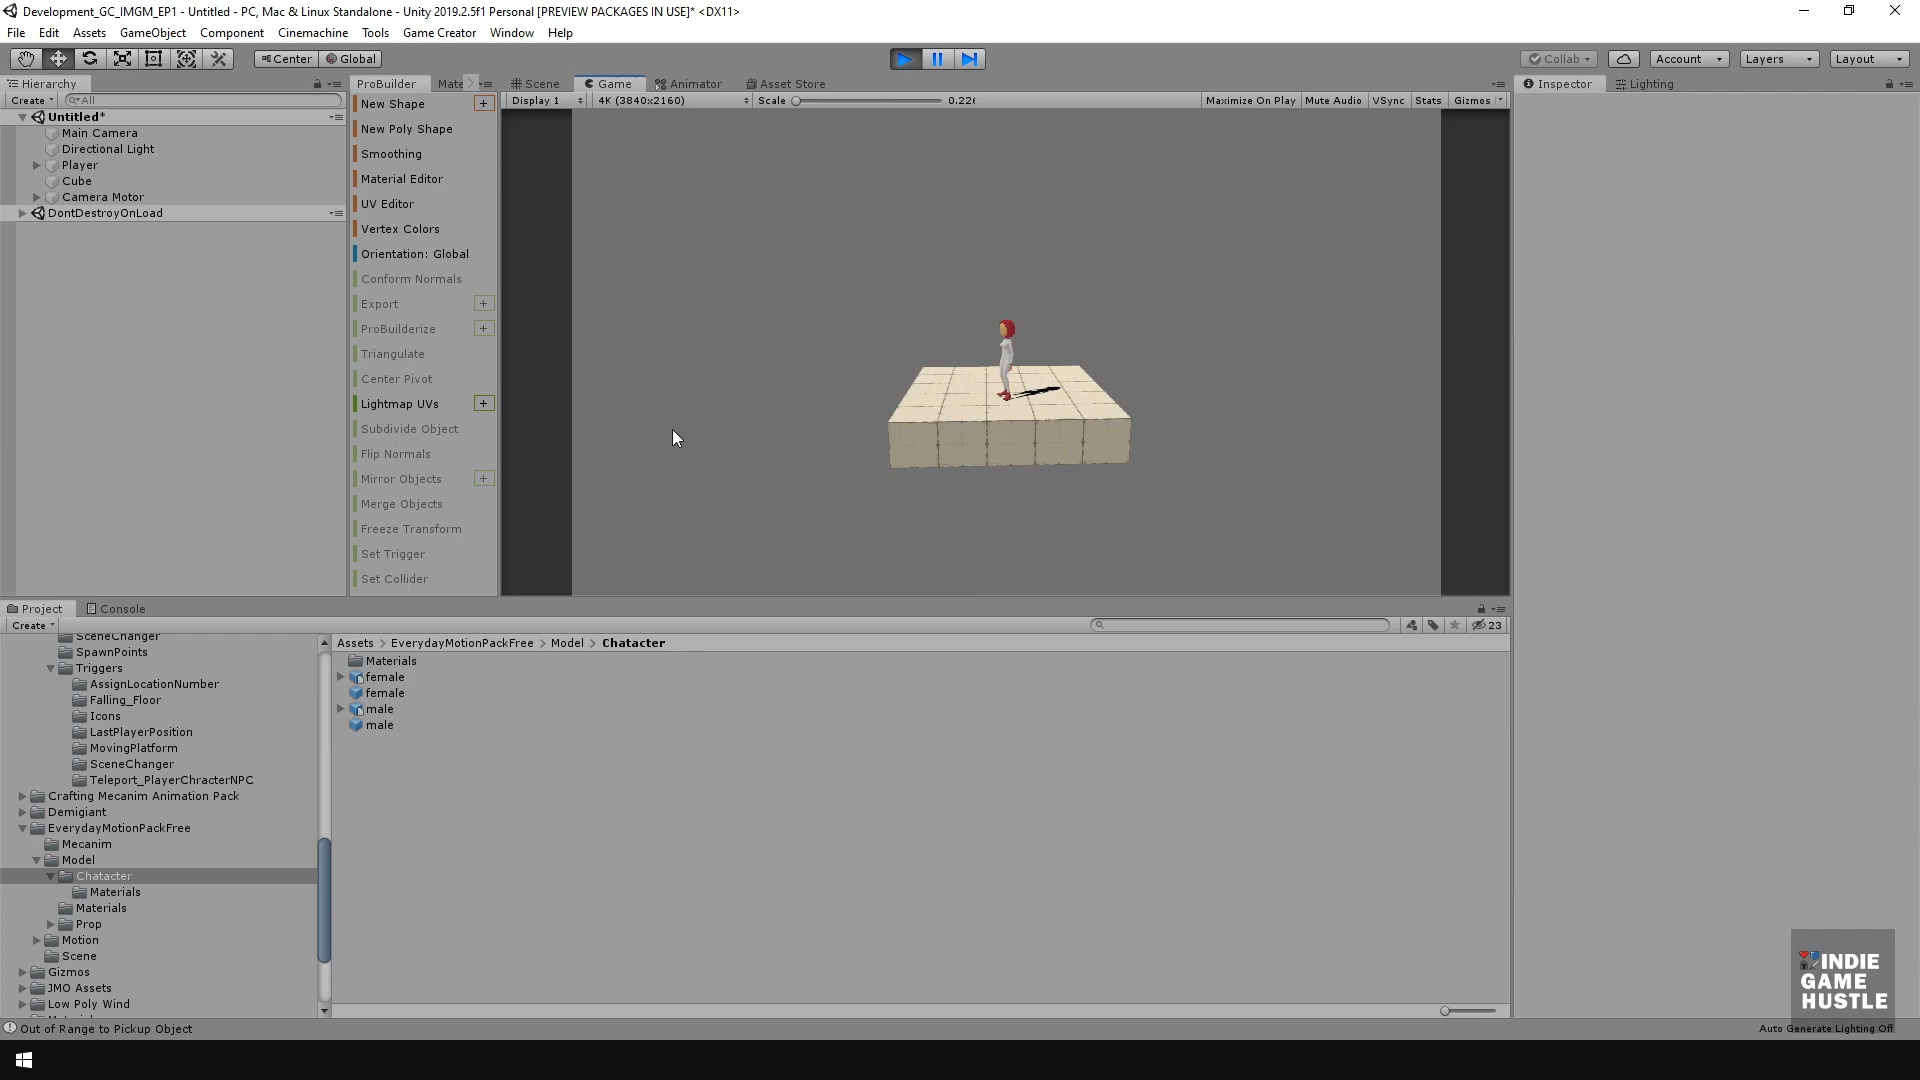 Development_GC_IMGM_EP1 - Untitled - PC, Mac & Linux Standalone - Unity 2019.2.5f1 Personal [PREVIEW PACKAGES IN USE]* <DX11>
File Edit Assets GameObject Component Cinemachine Tools Game Creator Window Help
Center Global Collab Account Layers Layout
Hierarchy
Create All
Untitled*
Main Camera
Directional Light
Player
Cube
Camera Motor
DontDestroyOnLoad
ProBuilder Mate
New Shape +
New Poly Shape
Smoothing
Material Editor
UV Editor
Vertex Colors
Orientation: Global
Conform Normals
Export +
ProBuilderize +
Triangulate
Center Pivot
Lightmap UVs +
Subdivide Object
Flip Normals
Mirror Objects +
Merge Objects
Freeze Transform
Set Trigger
Set Collider
Scene Game Animator Asset Store
Display 1 4K (3840x2160) Scale 0.226 Maximize On Play Mute Audio VSync Stats Gizmos
Inspector Lighting
Project Console
Create 23
SceneChanger
SpawnPoints
Triggers
AssignLocationNumber
Falling_Floor
Icons
LastPlayerPosition
MovingPlatform
SceneChanger
Teleport_PlayerChracterNPC
Crafting Mecanim Animation Pack
Demigiant
EverydayMotionPackFree
Mecanim
Model
Chatacter
Materials
Materials
Prop
Motion
Scene
Gizmos
JMO Assets
Low Poly Wind
Assets > EverydayMotionPackFree > Model > Chatacter
Materials
female
female
male
male
INDIE
GAME
HUSTLE
Out of Range to Pickup Object
Auto Generate Lighting Off